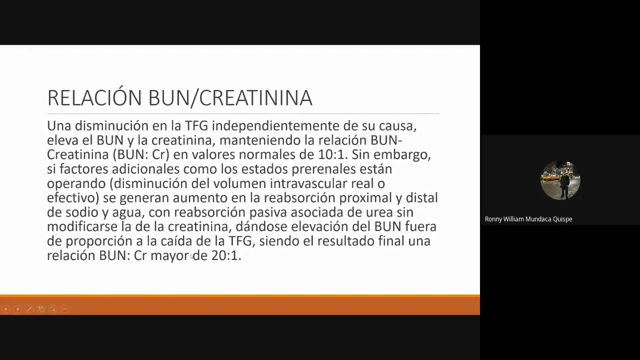 RELACIÓN BUN/CREATININA
Una disminución en la TFG independientemente de su causa,
eleva el BUN y la creatinina, manteniendo la relación BUN-
Creatinina (BUN: Cr) en valores normales de 10:1. Sin embargo,
si factores adicionales como los estados prerenales están
operando (disminución del volumen intravascular real o
efectivo) se generan aumento en la reabsorción proximal y distal
de sodio y agua, con reabsorción pasiva asociada de urea sin
modificarse la de la creatinina, dándose elevación del BUN fuera
de proporción a la caída de la TFG, siendo el resultado final una
relación BUN: Cr mayor de 20:1.
Ronny William Mundaca Quispe